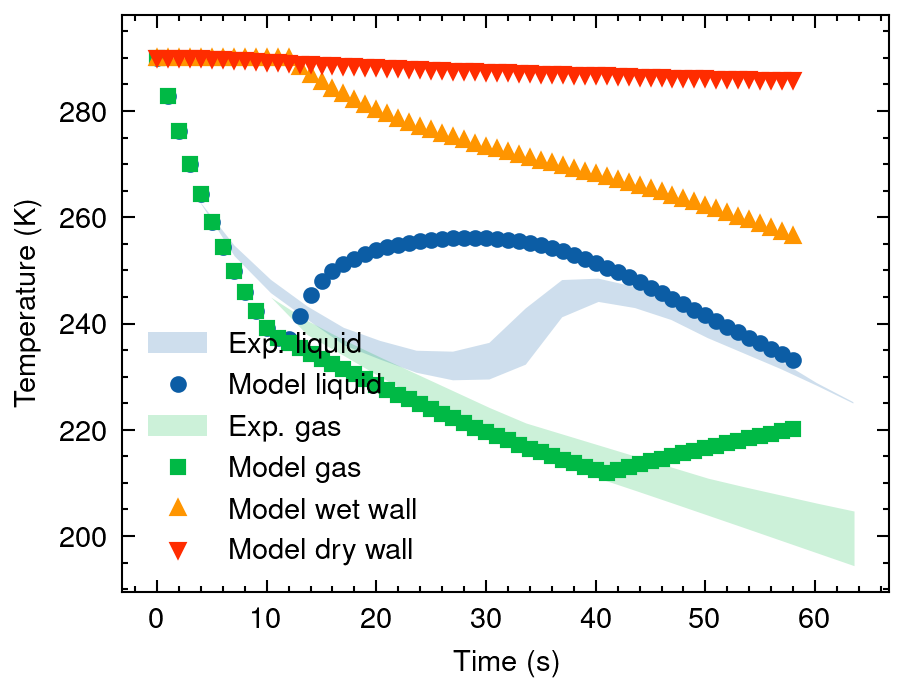 280
260
240
220
200
Temperature (K)
Exp. liquid
Model liquid
Exp. gas
Model gas
Model wet wall
Model dry wall
0 10 20 30 40 50 60
Time (s)